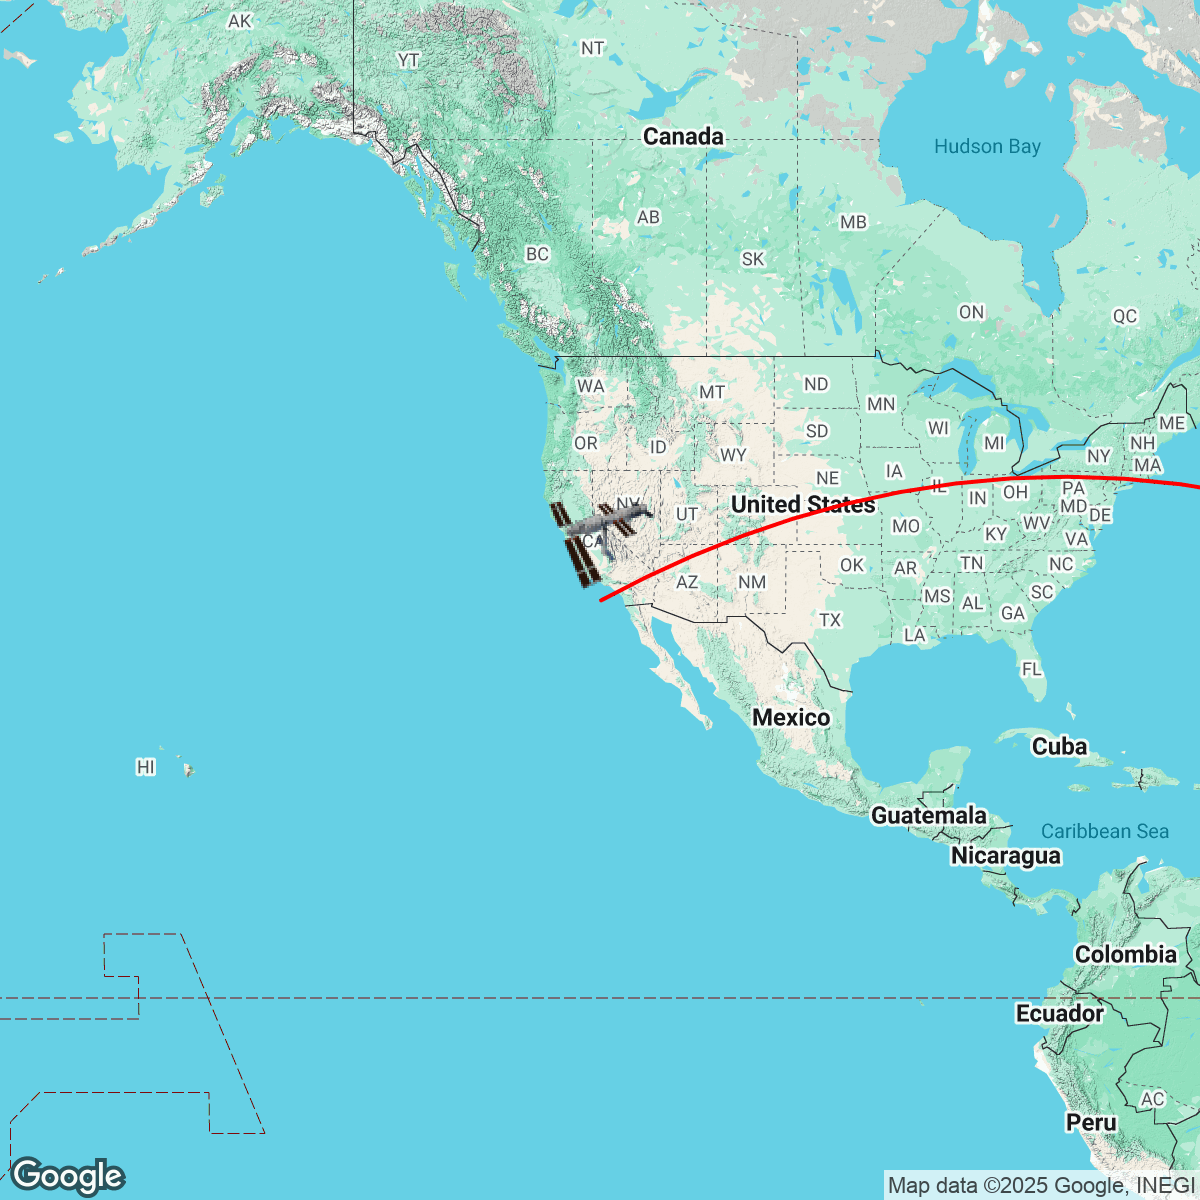 AK
YT
NT
Canada
Hudson Bay
AB
MB
BC
SK
ON
QC
WA
MT
ND
MN
ME
OR
ID
SD
WI
MI
NH
NY
MA
WY
NE
IA
IL
IN
OH
PA
NV
UT
United States
MD
DE
CA
MO
KY
WV
VA
AZ
NM
OK
AR
TN
NC
MS
AL
SC
GA
TX
LA
FL
Mexico
Cuba
HI
Guatemala
Caribbean Sea
Nicaragua
Colombia
Ecuador
AC
Peru
Google
Map data ©2025 Google, INEGI